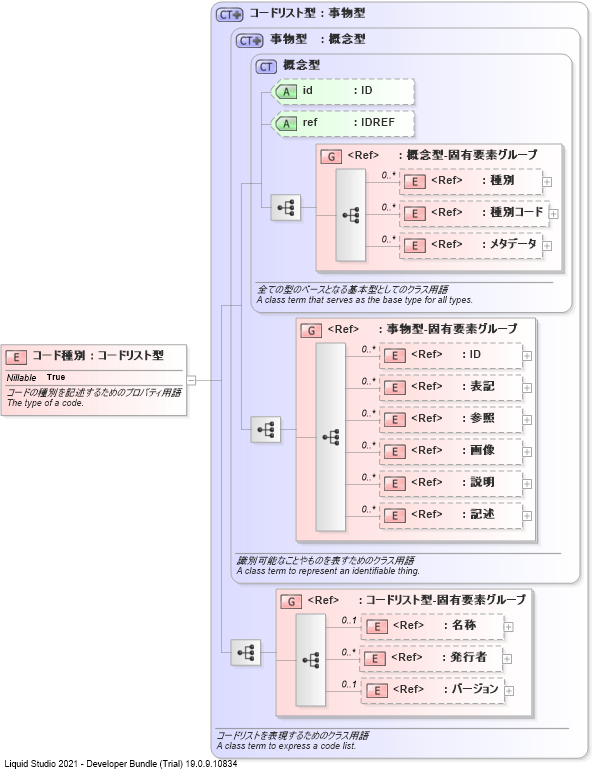 CT コードリスト型 : 事物型
CT 事物型 : 概念型
CT 概念型
A id : ID
A ref : IDREF
G <Ref> : 概念型-固有要素グループ
0..* E <Ref> : 種別
0..* E <Ref> : 種別コード
0..* E <Ref> : メタデータ
全ての型のベースとなる基本型としてのクラス用語
A class term that serves as the base type for all types.
G <Ref> : 事物型-固有要素グループ
0..* E <Ref> : ID
0..* E <Ref> : 表記
0..* E <Ref> : 参照
0..* E <Ref> : 画像
0..* E <Ref> : 説明
0..* E <Ref> : 記述
E コード種別 : コードリスト型
Nillable True
コードの種別を記述するためのプロパティ用語
The type of a code.
識別可能なことやものを表すためのクラス用語
A class term to represent an identifiable thing.
G <Ref> : コードリスト型-固有要素グループ
0..1 E <Ref> : 名称
0..* E <Ref> : 発行者
0..1 E <Ref> : バージョン
コードリストを表現するためのクラス用語
A class term to express a code list.
Liquid Studio 2021 - Developer Bundle (Trial) 19.0.9.10834